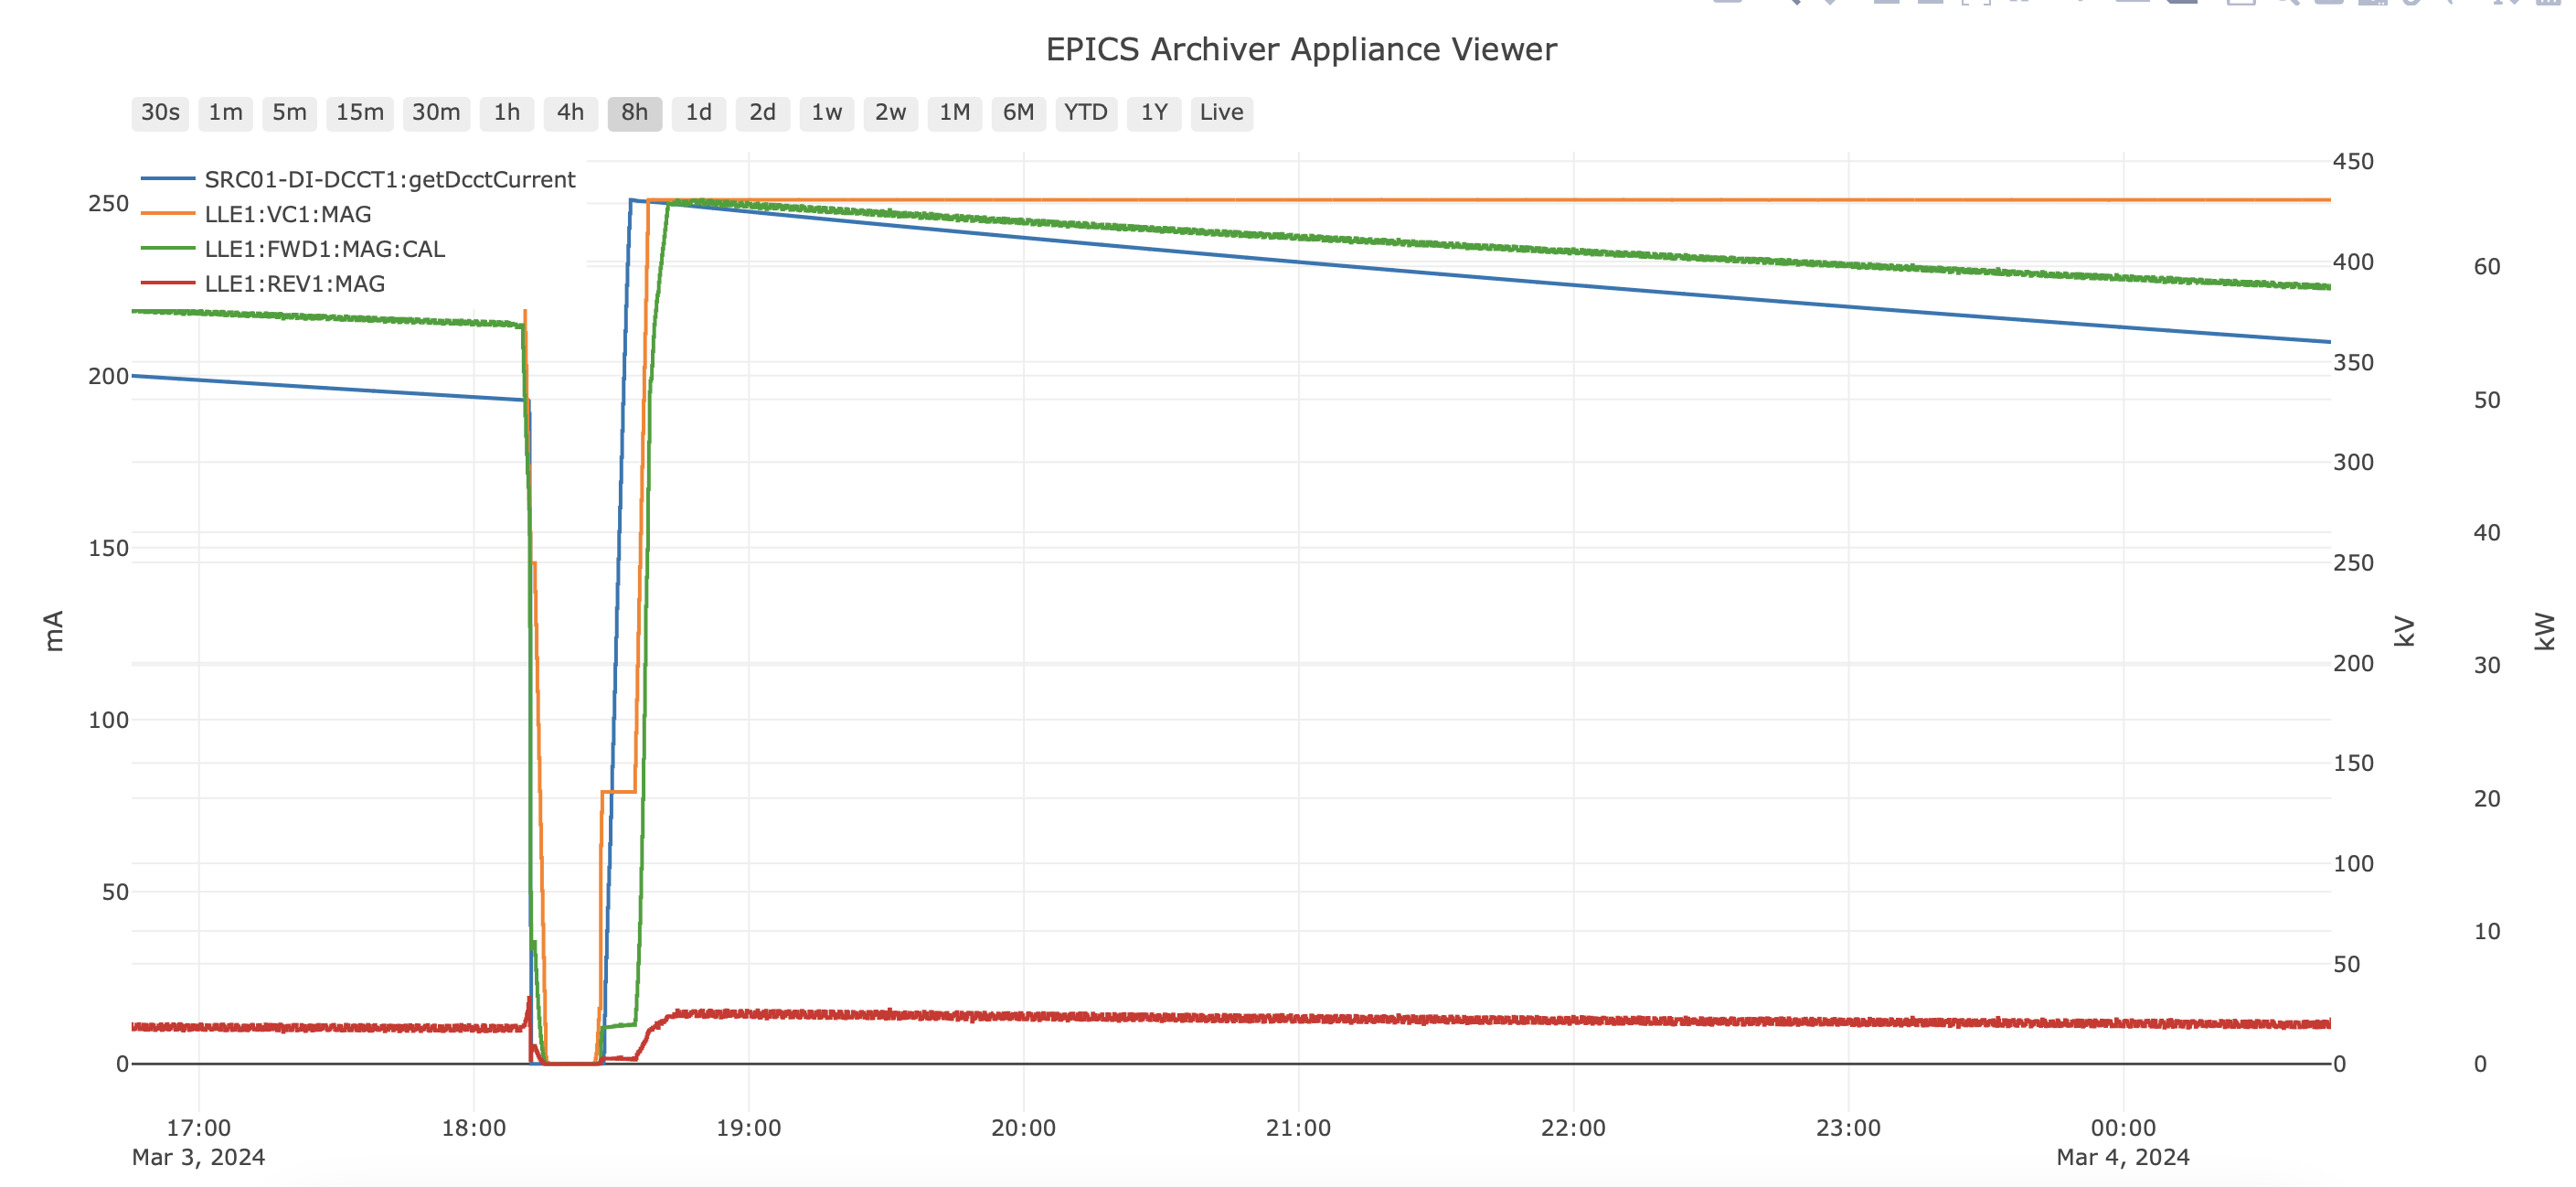 EPICS Archiver Appliance Viewer
30s 1m 5m 15m 30m 1h 4h 8h 1d 2d 1w 2w 1M 6M YTD 1Y Live
SRC01-DI-DCCT1:getDcctCurrent
LLE1:VC1:MAG
LLE1:FWD1:MAG:CAL
LLE1:REV1:MAG
mA
250
200
150
100
50
0
450
400
350
300
250
200
150
100
50
0
kV
60
50
40
30
20
10
0
kW
17:00 18:00 19:00 20:00 21:00 22:00 23:00 00:00
Mar 3, 2024 Mar 4, 2024